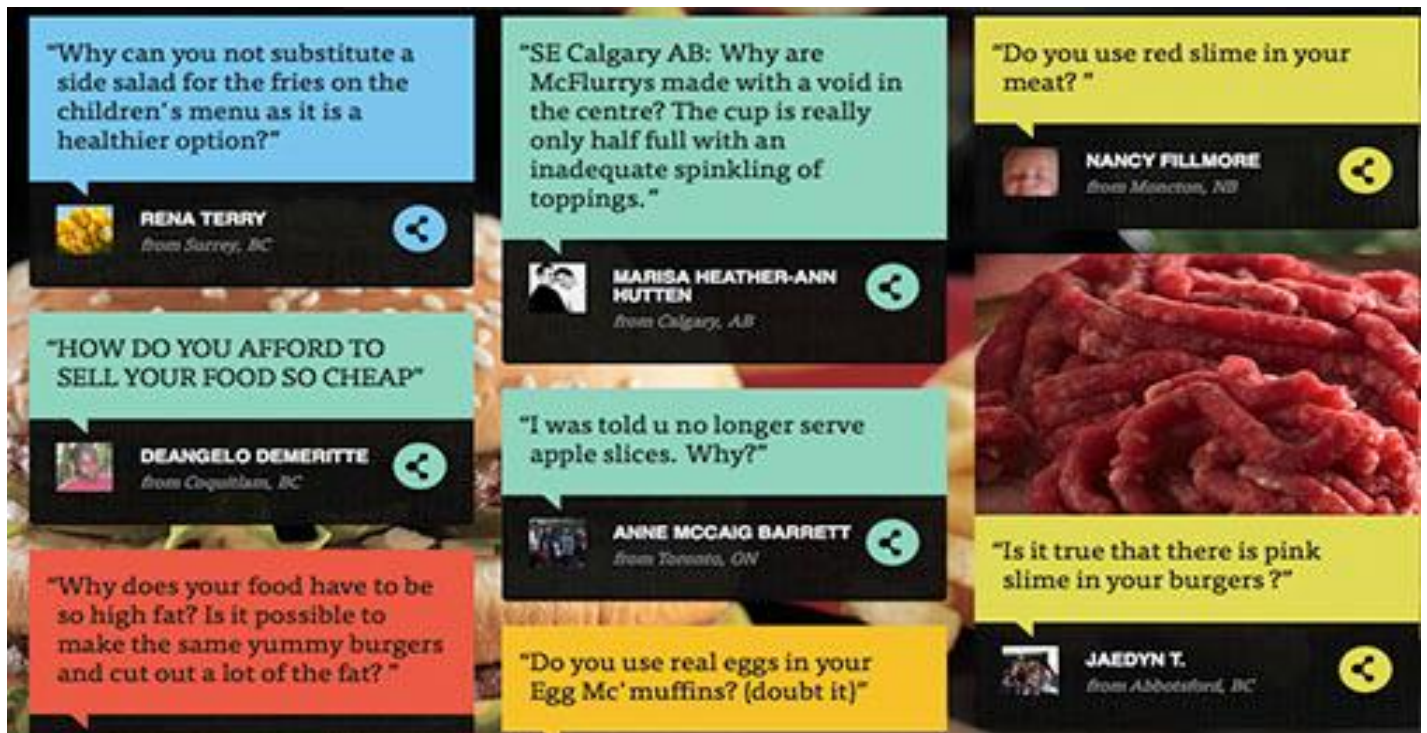 “Why can you not substitute a
side salad for the fries on the
children's menu as it is a
healthier option?”
RENA TERRY
from Surrey, BC
“HOW DO YOU AFFORD TO
SELL YOUR FOOD SO CHEAP”
DEANGELO DEMERITTE
from Coquitlam, BC
“Why does your food have to be
so high fat? Is it possible to
make the same yummy burgers
and cut out a lot of the fat? ”
“SE Calgary AB: Why are
McFlurrys made with a void in
the centre? The cup is really
only half full with an
inadequate spinkling of
toppings.”
MARISA HEATHER-ANN
HUTTEN
from Calgary, AB
“I was told u no longer serve
apple slices. Why?”
ANNE MCCAIG BARRETT
from Toronto, ON
“Do you use real eggs in your
Egg Mc'muffins? (doubt it)”
“Do you use red slime in your
meat? ”
NANCY FILLMORE
from Moncton, NB
“Is it true that there is pink
slime in your burgers ?”
JAEDYN T.
from Abbotsford, BC